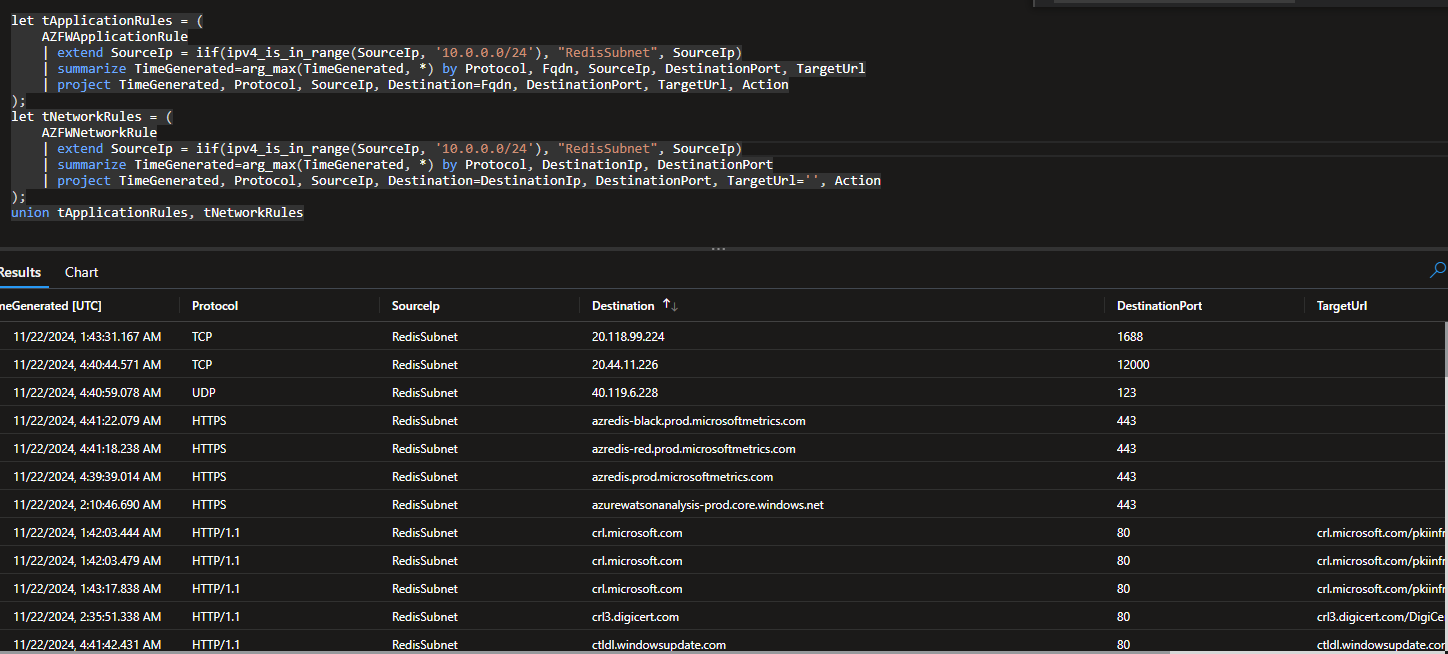 let tApplicationRules = (
AZFWApplicationRule
| extend SourceIp = iif(ipv4_is_in_range(SourceIp, '10.0.0.0/24'), "RedisSubnet", SourceIp)
| summarize TimeGenerated=arg_max(TimeGenerated, *) by Protocol, Fqdn, SourceIp, DestinationPort, TargetUrl
| project TimeGenerated, Protocol, SourceIp, Destination=Fqdn, DestinationPort, TargetUrl, Action
);
let tNetworkRules = (
AZFWNetworkRule
| extend SourceIp = iif(ipv4_is_in_range(SourceIp, '10.0.0.0/24'), "RedisSubnet", SourceIp)
| summarize TimeGenerated=arg_max(TimeGenerated, *) by Protocol, DestinationIp, DestinationPort
| project TimeGenerated, Protocol, SourceIp, Destination=DestinationIp, DestinationPort, TargetUrl='', Action
);
union tApplicationRules, tNetworkRules
Results Chart
meGenerated [UTC] Protocol SourceIp Destination DestinationPort TargetUrl
11/22/2024, 1:43:31.167 AM TCP RedisSubnet 20.118.99.224 1688
11/22/2024, 4:40:44.571 AM TCP RedisSubnet 20.44.11.226 12000
11/22/2024, 4:40:59.078 AM UDP RedisSubnet 40.119.6.228 123
11/22/2024, 4:41:22.079 AM HTTPS RedisSubnet azredis-black.prod.microsoftmetrics.com 443
11/22/2024, 4:41:18.238 AM HTTPS RedisSubnet azredis-red.prod.microsoftmetrics.com 443
11/22/2024, 4:39:39.014 AM HTTPS RedisSubnet azredis.prod.microsoftmetrics.com 443
11/22/2024, 2:10:46.690 AM HTTPS RedisSubnet azurewatsonanalysis-prod.core.windows.net 443
11/22/2024, 1:42:03.444 AM HTTP/1.1 RedisSubnet crl.microsoft.com 80 crl.microsoft.com/pkiinfr
11/22/2024, 1:42:03.479 AM HTTP/1.1 RedisSubnet crl.microsoft.com 80 crl.microsoft.com/pkiinfr
11/22/2024, 1:43:17.838 AM HTTP/1.1 RedisSubnet crl.microsoft.com 80 crl.microsoft.com/pkiinfr
11/22/2024, 2:35:51.338 AM HTTP/1.1 RedisSubnet crl3.digicert.com 80 crl3.digicert.com/DigiCe
11/22/2024, 4:41:42.431 AM HTTP/1.1 RedisSubnet ctldl.windowsupdate.com 80 ctldl.windowsupdate.cor